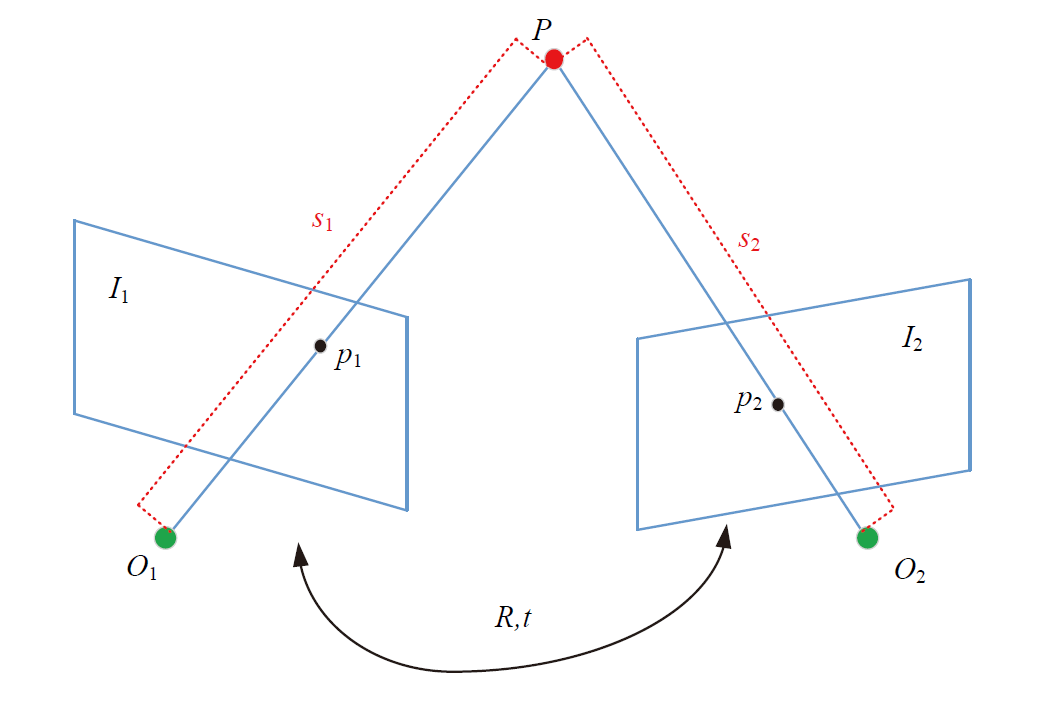 P
s₁
s₂
I₁
I₂
p₁
p₂
O₁
O₂
R,t